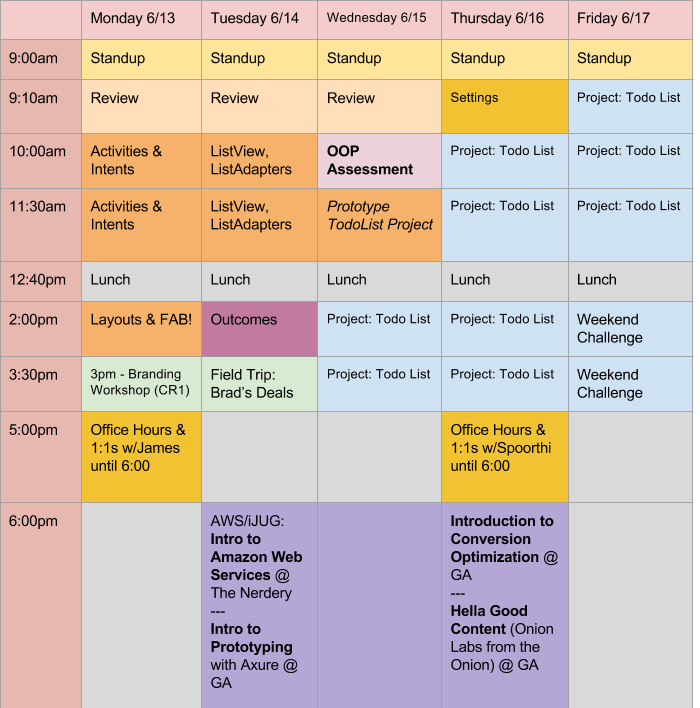 Monday 6/13
Tuesday 6/14
Wednesday 6/15
Thursday 6/16
Friday 6/17
9:00am
Standup
Standup
Standup
Standup
Standup
9:10am
Review
Review
Review
Settings
Project: Todo List
10:00am
Activities &
Intents
ListView,
ListAdapters
OOP
Assessment
Project: Todo List
Project: Todo List
11:30am
Activities &
Intents
ListView,
ListAdapters
Prototype
TodoList Project
Project: Todo List
Project: Todo List
12:40pm
Lunch
Lunch
Lunch
Lunch
Lunch
2:00pm
Layouts & FAB!
Outcomes
Project: Todo List
Project: Todo List
Weekend
Challenge
3:30pm
3pm - Branding
Workshop (CR1)
Field Trip:
Brad's Deals
Project: Todo List
Project: Todo List
Weekend
Challenge
5:00pm
Office Hours &
1:1s w/James
until 6:00
Office Hours &
1:1s w/Spoorthi
until 6:00
6:00pm
AWS/iJUG:
Intro to
Amazon Web
Services @
The Nerdery
---
Intro to
Prototyping
with Axure @
GA
Introduction to
Conversion
Optimization @
GA
---
Hella Good
Content (Onion
Labs from the
Onion) @ GA